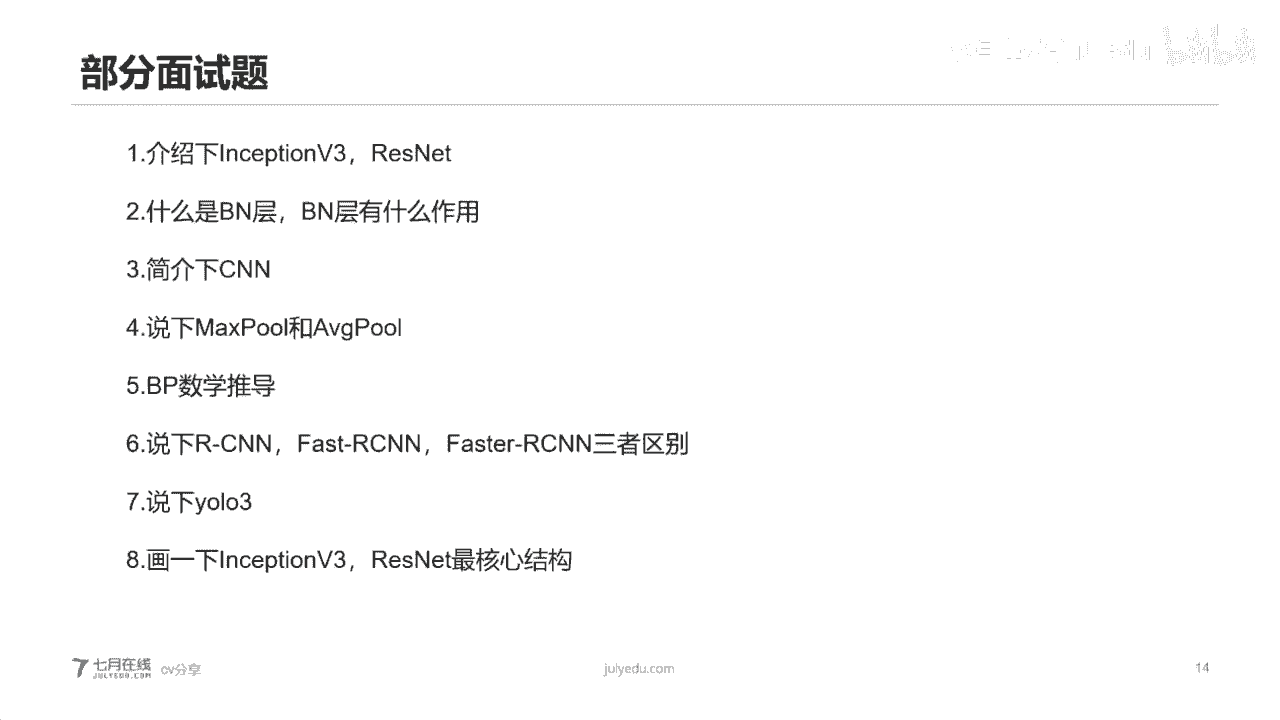 部分面试题
1.介绍下InceptionV3，ResNet
2.什么是BN层，BN层有什么作用
3.简介下CNN
4.说下MaxPool和AvgPool
5.BP数学推导
6.说下R-CNN，Fast-RCNN，Faster-RCNN三者区别
7.说下yolo3
8.画一下InceptionV3，ResNet最核心结构
七月在线
JULYEDU.COM
cv分享
julyedu.com
14
bilibili